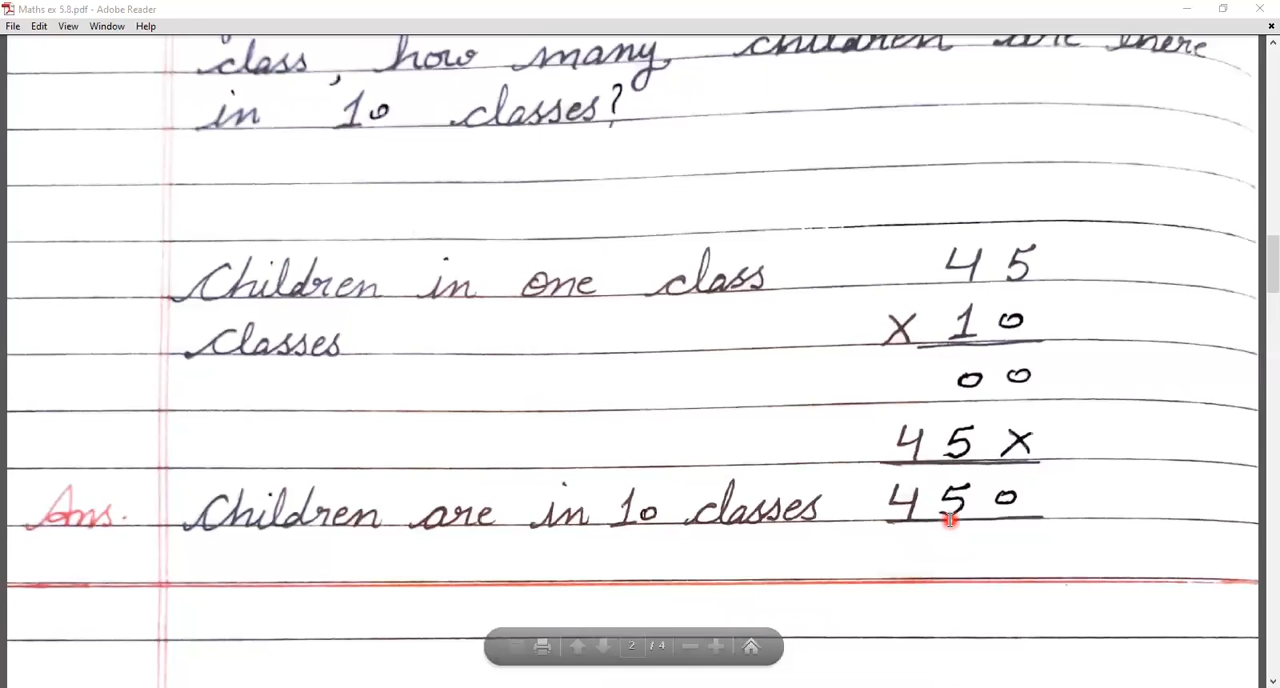 Maths ex 5.8.pdf - Adobe Reader
File Edit View Window Help
class, how many children are there
in 10 classes?
Children in one class 45
Classes X 10
00
45X
Ans. Children are in 10 classes 450
2 / 4